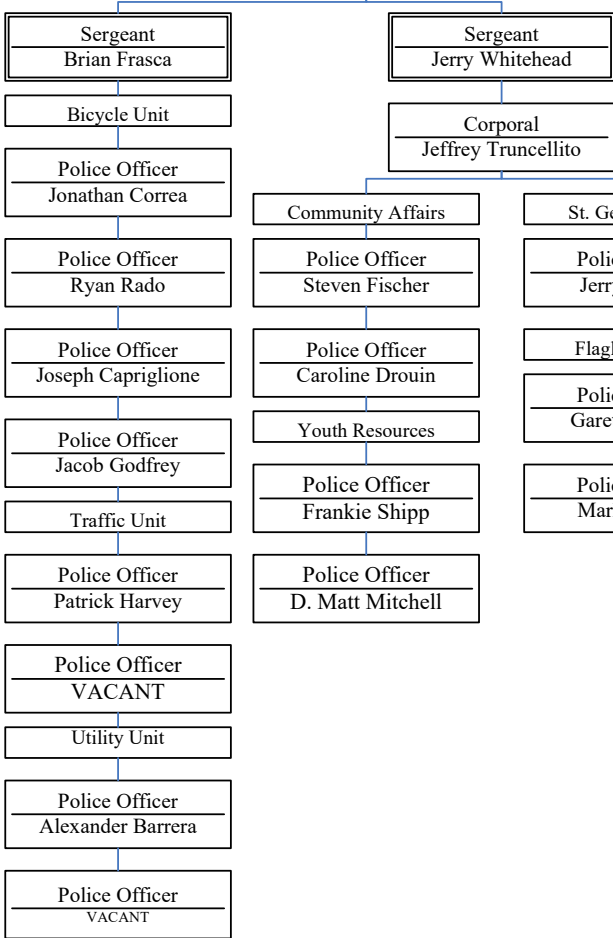 Sergeant
Brian Frasca
Bicycle Unit
Police Officer
Jonathan Correa
Police Officer
Ryan Rado
Police Officer
Joseph Capriglione
Police Officer
Jacob Godfrey
Traffic Unit
Police Officer
Patrick Harvey
Police Officer
VACANT
Utility Unit
Police Officer
Alexander Barrera
Police Officer
VACANT
Sergeant
Jerry Whitehead
Corporal
Jeffrey Truncellito
Community Affairs
Police Officer
Steven Fischer
Police Officer
Caroline Drouin
Youth Resources
Police Officer
Frankie Shipp
Police Officer
D. Matt Mitchell
St.